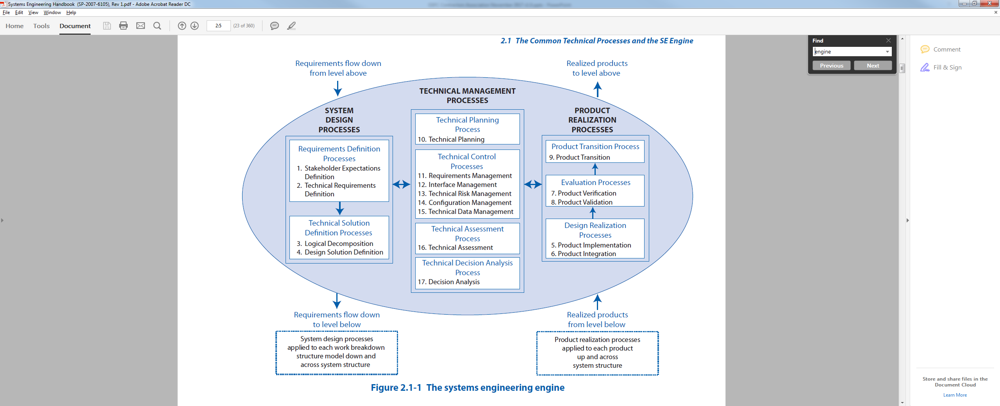 Systems Engineering Handbook (SP-2007-6105), Rev 1.pdf - Adobe Acrobat Reader DC
File Edit View Window Help
Home Tools Document 2:5 (23 of 360)
2.1 The Common Technical Processes and the SE Engine
Find
engine
Previous Next
Comment
Fill & Sign
Requirements flow down
from level above
Realized products
to level above
TECHNICAL MANAGEMENT
PROCESSES
SYSTEM
DESIGN
PROCESSES
PRODUCT
REALIZATION
PROCESSES
Requirements Definition
Processes
1. Stakeholder Expectations
Definition
2. Technical Requirements
Definition
Technical Solution
Definition Processes
3. Logical Decomposition
4. Design Solution Definition
Technical Planning
Process
10. Technical Planning
Technical Control
Processes
11. Requirements Management
12. Interface Management
13. Technical Risk Management
14. Configuration Management
15. Technical Data Management
Technical Assessment
Process
16. Technical Assessment
Technical Decision Analysis
Process
17. Decision Analysis
Product Transition Process
9. Product Transition
Evaluation Processes
7. Product Verification
8. Product Validation
Design Realization
Processes
5. Product Implementation
6. Product Integration
Requirements flow down
to level below
Realized products
from level below
System design processes
applied to each work breakdown
structure model down and
across system structure
Product realization processes
applied to each product
up and across
system structure
Figure 2.1-1 The systems engineering engine
Store and share files in the
Document Cloud
Learn More